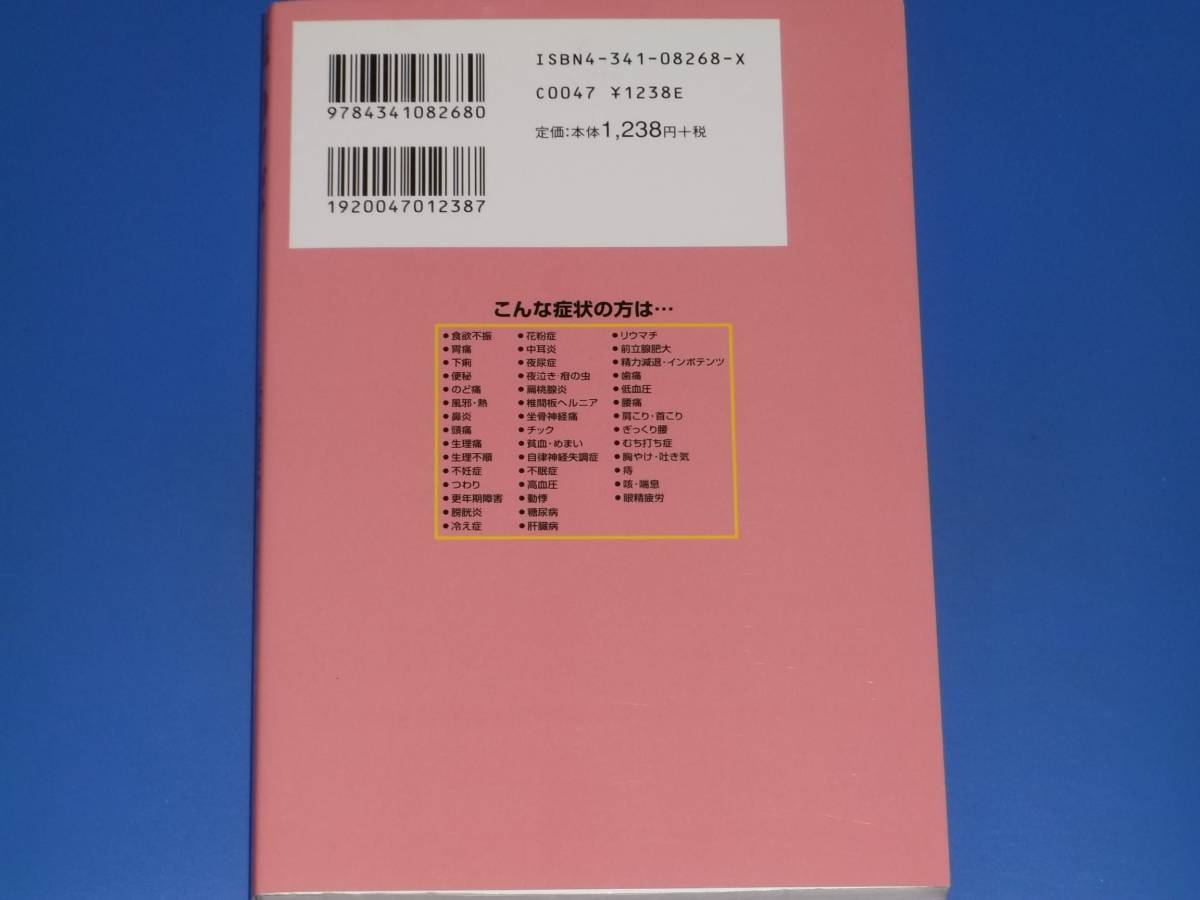 9784341082680
1920047012387
ISBN4-341-08268-X
C0047 ¥1238E
定価:本体1,238円+税
こんな症状の方は…
●食欲不振
●胃痛
●下痢
●便秘
●のど痛
●風邪・熱
●鼻炎
●頭痛
●生理痛
●生理不順
●不妊症
●つわり
●更年期障害
●膀胱炎
●冷え症
●花粉症
●中耳炎
●夜尿症
●夜泣き・疳の虫
●扁桃腺炎
●椎間板ヘルニア
●坐骨神経痛
●チック
●貧血・めまい
●自律神経失調症
●不眠症
●高血圧
●動悸
●糖尿病
●肝臓病
●リウマチ
●前立腺肥大
●精力減退・インポテンツ
●歯痛
●低血圧
●腰痛
●肩こり・首こり
●ぎっくり腰
●むち打ち症
●胸やけ・吐き気
●痔
●咳・喘息
●眼精疲労